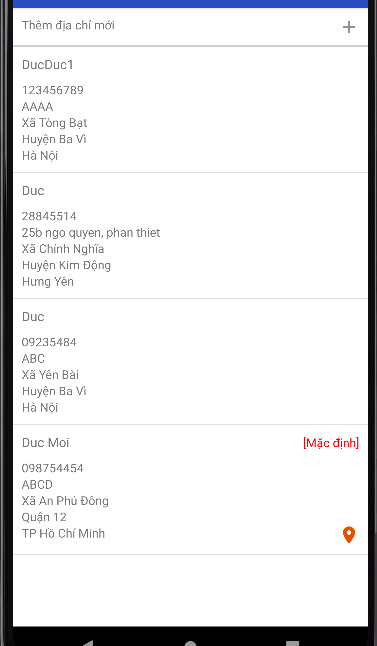 Thêm địa chỉ mới
DucDuc1
123456789
AAAA
Xã Tòng Bạt
Huyện Ba Vì
Hà Nội
Duc
28845514
25b ngo quyen, phan thiet
Xã Chính Nghĩa
Huyện Kim Động
Hưng Yên
Duc
09235484
ABC
Xã Yên Bài
Huyện Ba Vì
Hà Nội
Duc Moi [Mặc định]
098754454
ABCD
Xã An Phú Đông
Quận 12
TP Hồ Chí Minh